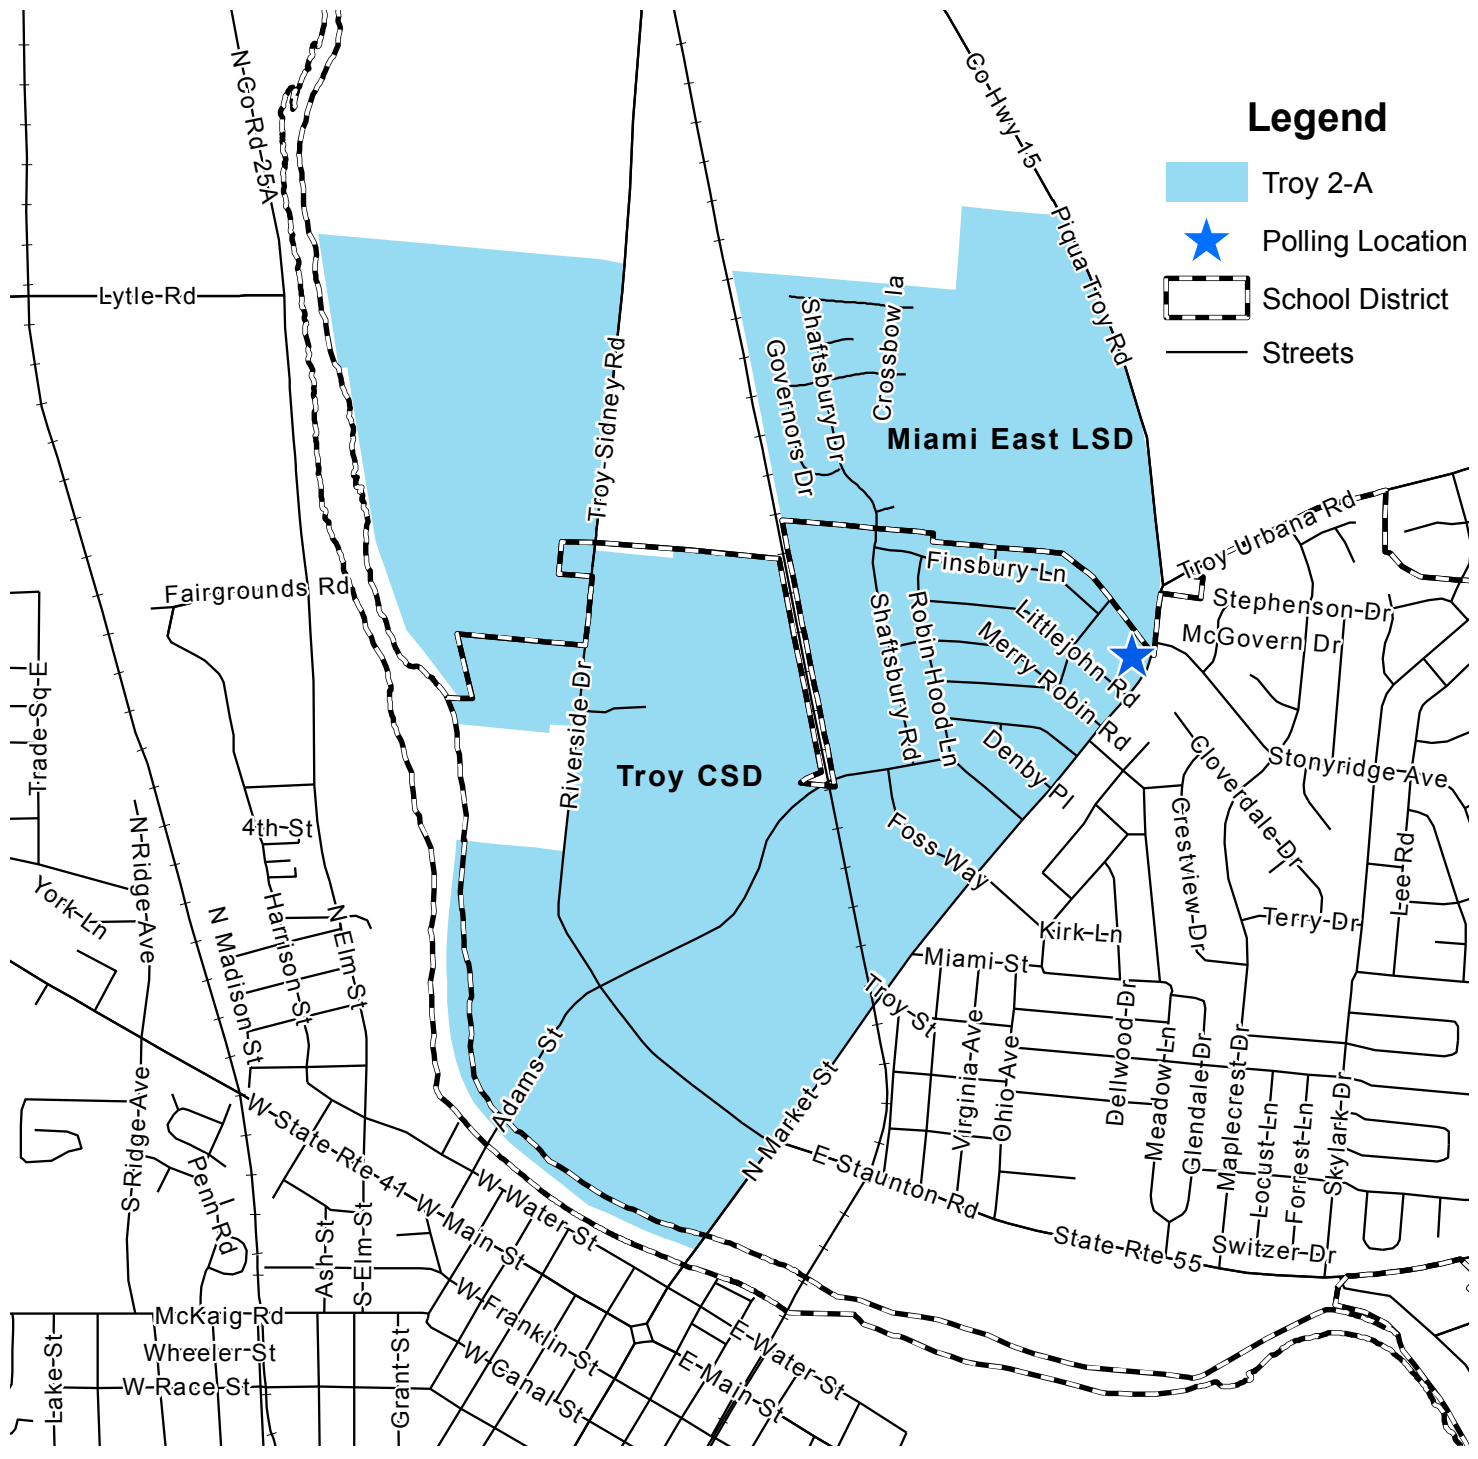 Legend
Troy 2-A
Polling Location
School District
Streets
N Co Rd 25A
Co Hwy 15
Piqua Troy Rd
Lytle Rd
Troy Sidney Rd
Governors Dr
Shaftsbury Dr
Crossbow la
Miami East LSD
Troy Urbana Rd
Finsbury Ln
Fairgrounds Rd
Stephenson Dr
McGovern Dr
Littlejohn Rd
Merry Robin Rd
Robin Hood Ln
Shaftsbury Rd
Trade Sq E
Riverside Dr
Troy CSD
Denby Pl
Cloverdale Dr
Stonyridge Ave
4th St
N Ridge Ave
Foss Way
Crestview Dr
Lee Rd
York Ln
Harrison St
N Elm St
N Madison St
Kirk Ln
Terry Dr
Miami St
Troy St
Adams St
Virginia Ave
Ohio Ave
Dellwood Dr
Meadow Ln
Glendale Dr
Maplecrest Dr
Locust Ln
Forrest Ln
Skylark Dr
S Ridge Ave
W State Rte 41
N Market St
E Staunton Rd
Penn Rd
W Main St
W Water St
Ash St
S Elm St
State Rte 55
Switzer Dr
McKaig Rd
W Franklin St
Wheeler St
Lake St
W Race St
Grant St
W Canal St
E Water St
E Main St